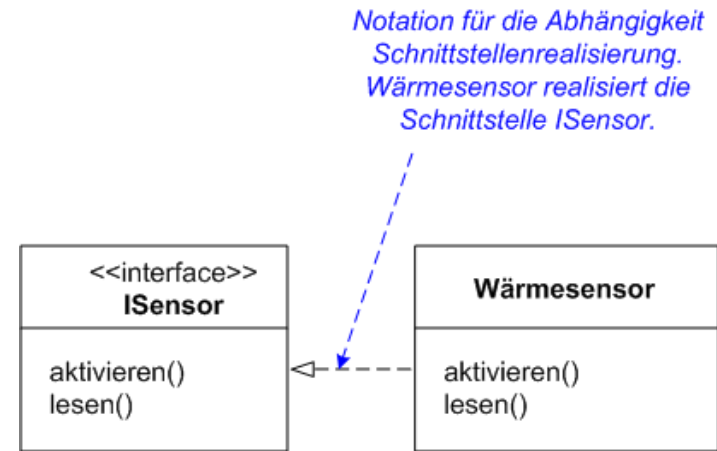 Notation für die Abhängigkeit
Schnittstellenrealisierung.
Wärmesensor realisiert die
Schnittstelle ISensor.
<<interface>>
ISensor
aktivieren()
lesen()
Wärmesensor
aktivieren()
lesen()